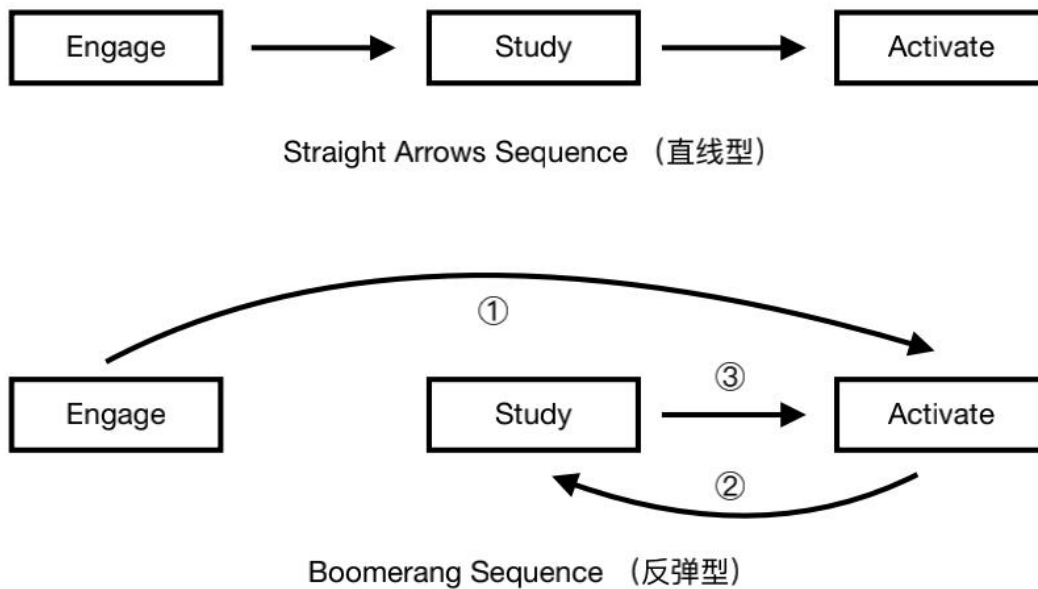 Engage Study Activate
Straight Arrows Sequence （直线型）
①
③
Engage Study Activate
②
Boomerang Sequence （反弹型）